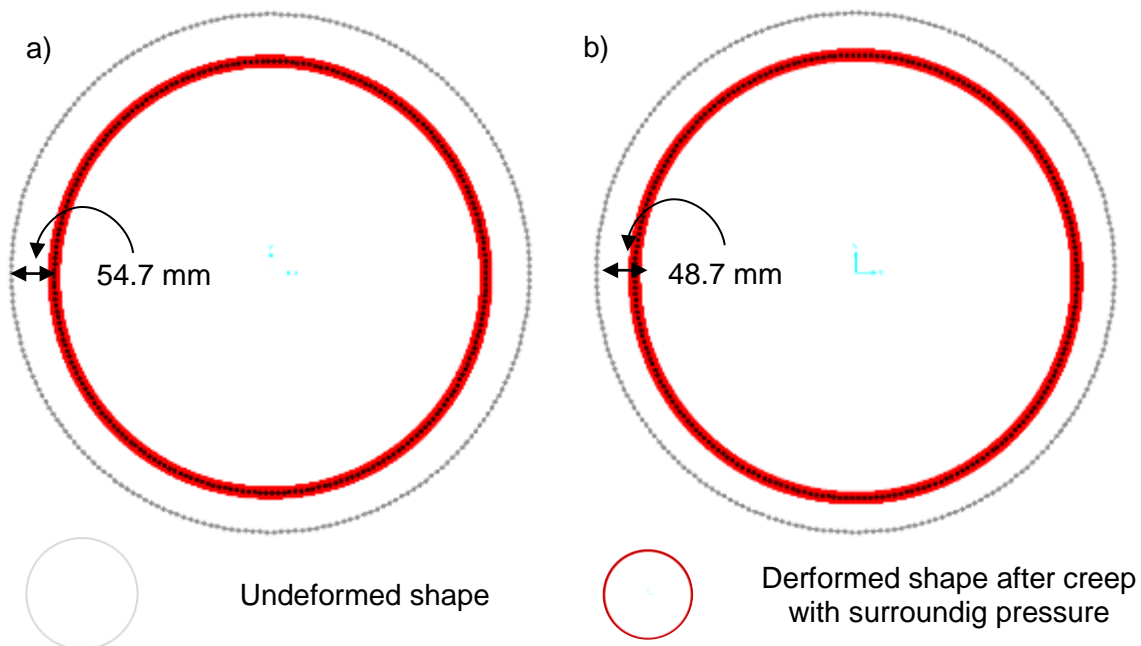 a)
54.7 mm
b)
48.7 mm
Undeformed shape
Derformed shape after creep
with surroundig pressure